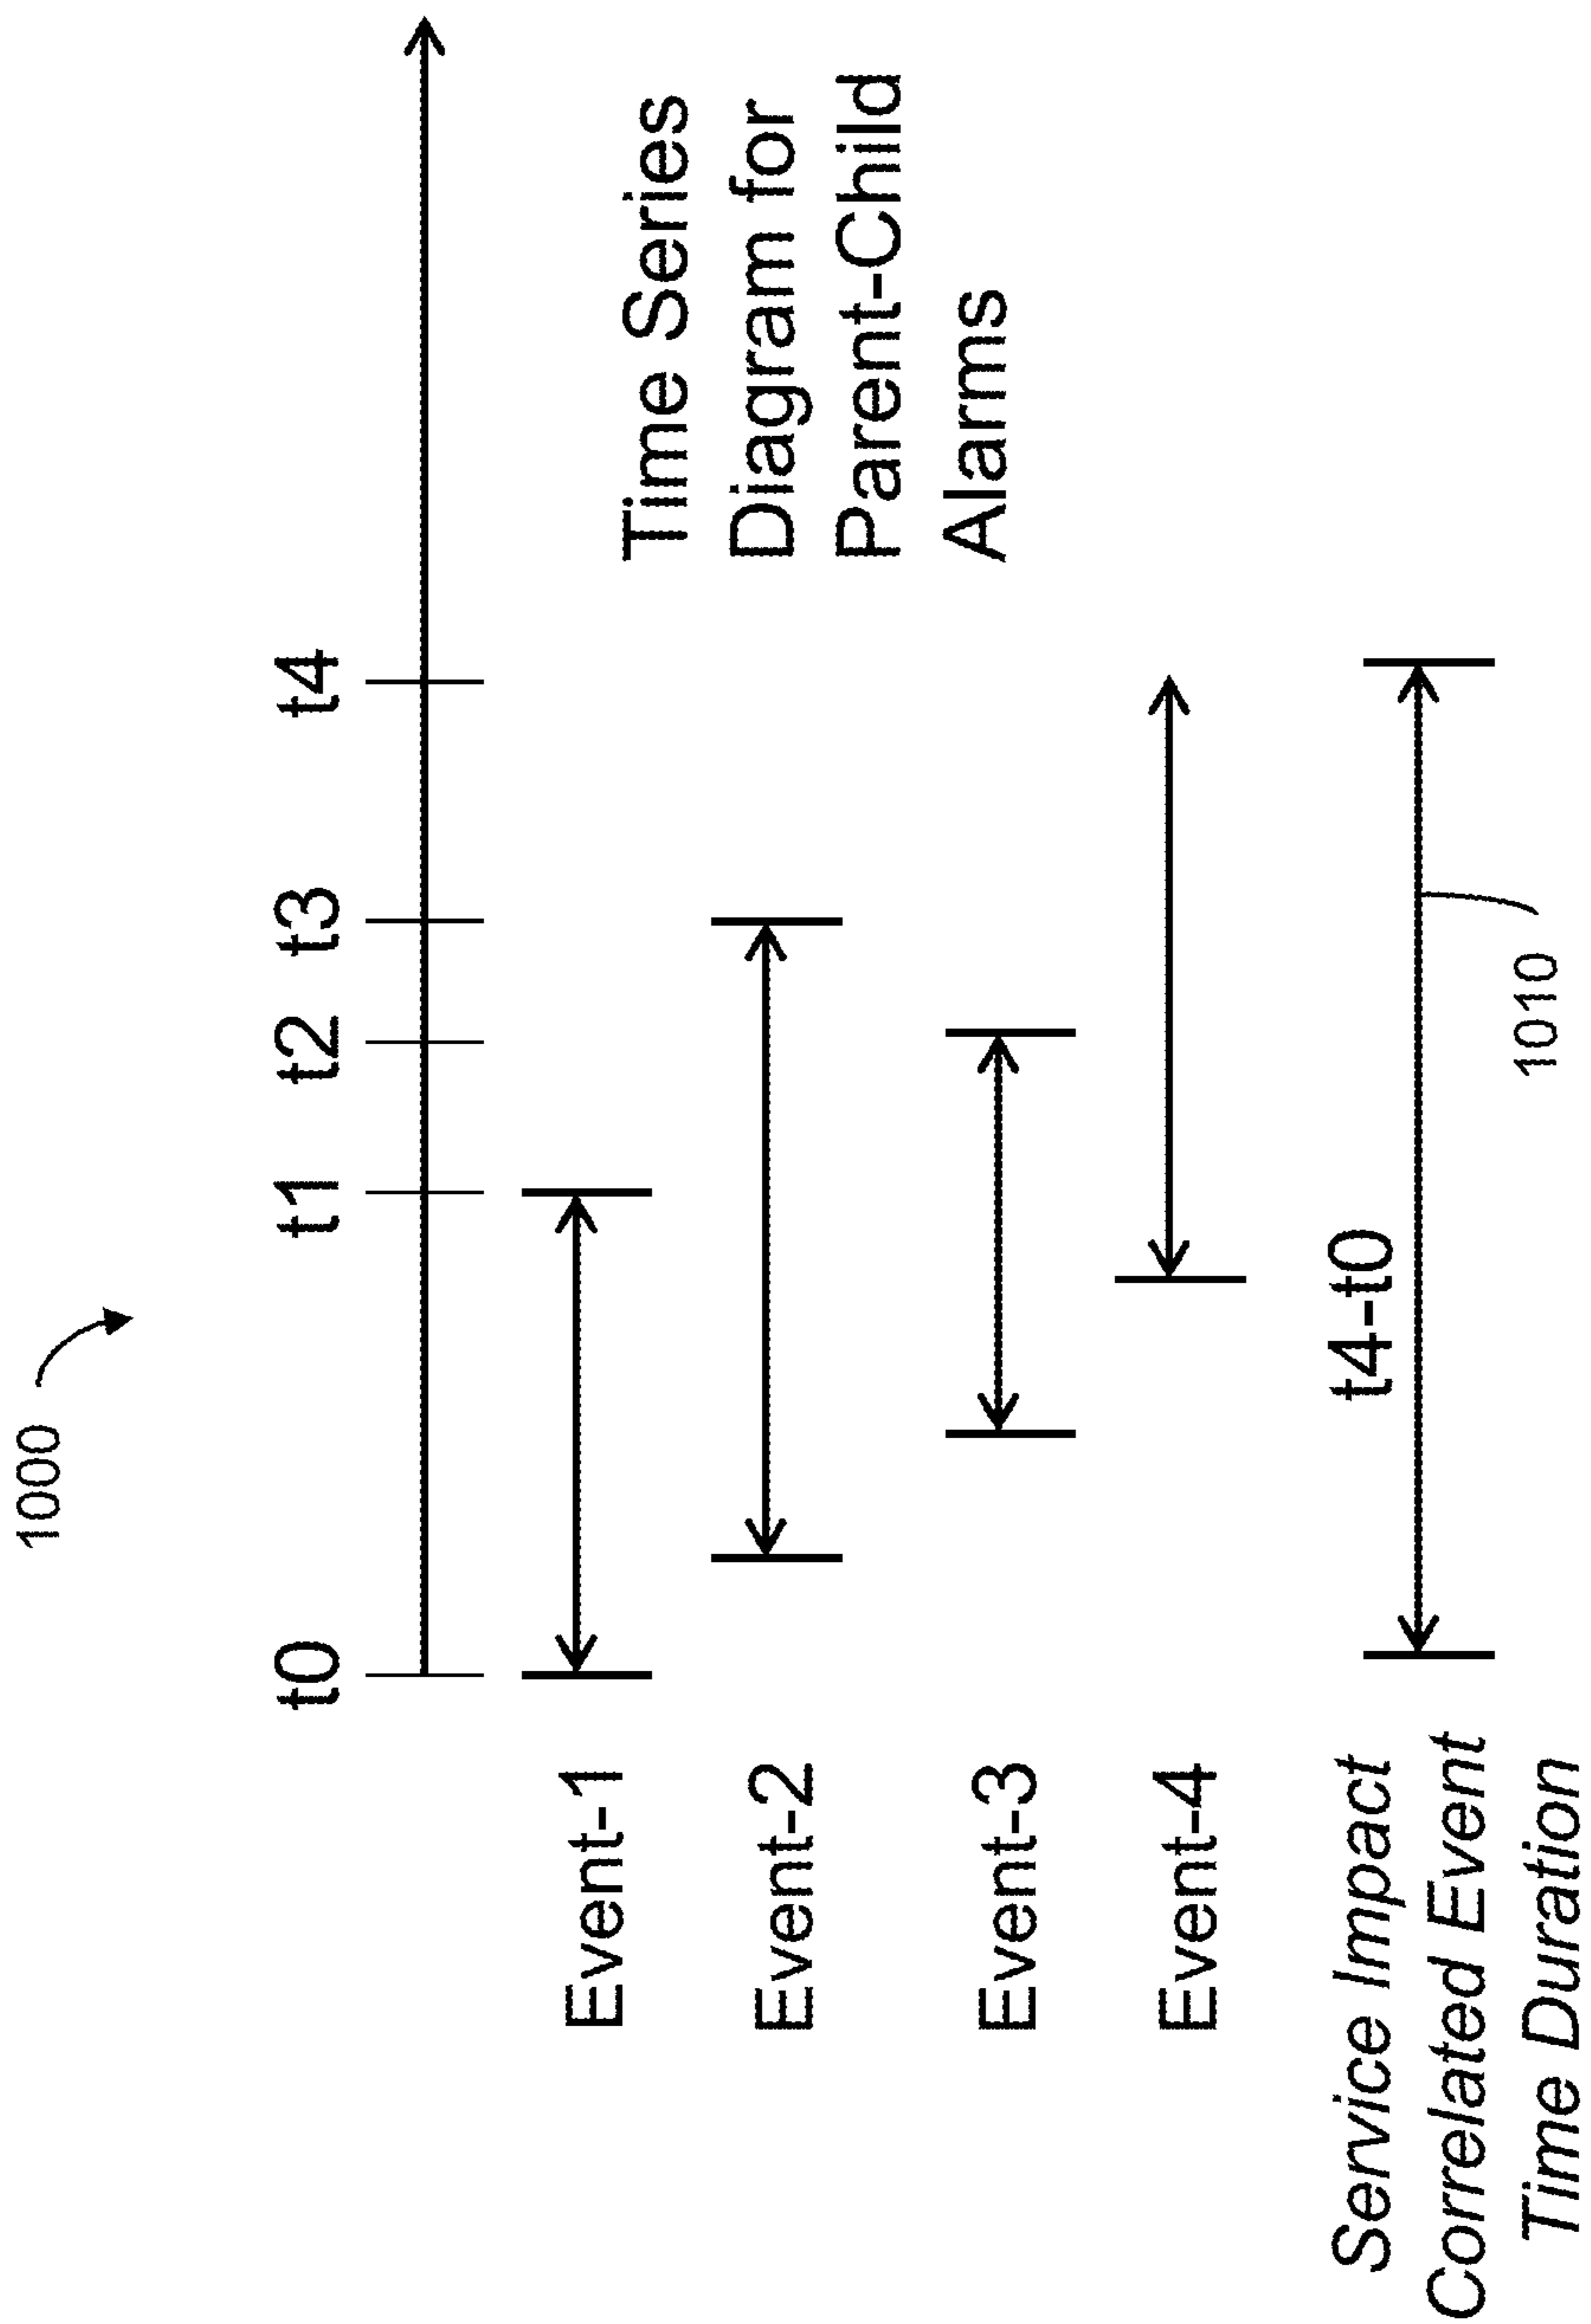 1000
t0
t1
t2
t3
t4
Event-1
Event-2
Event-3
Event-4
Time Series
Diagram for
Parent-Child
Alarms
t4-t0
Service Impact
Correlated Event
Time Duration
1010